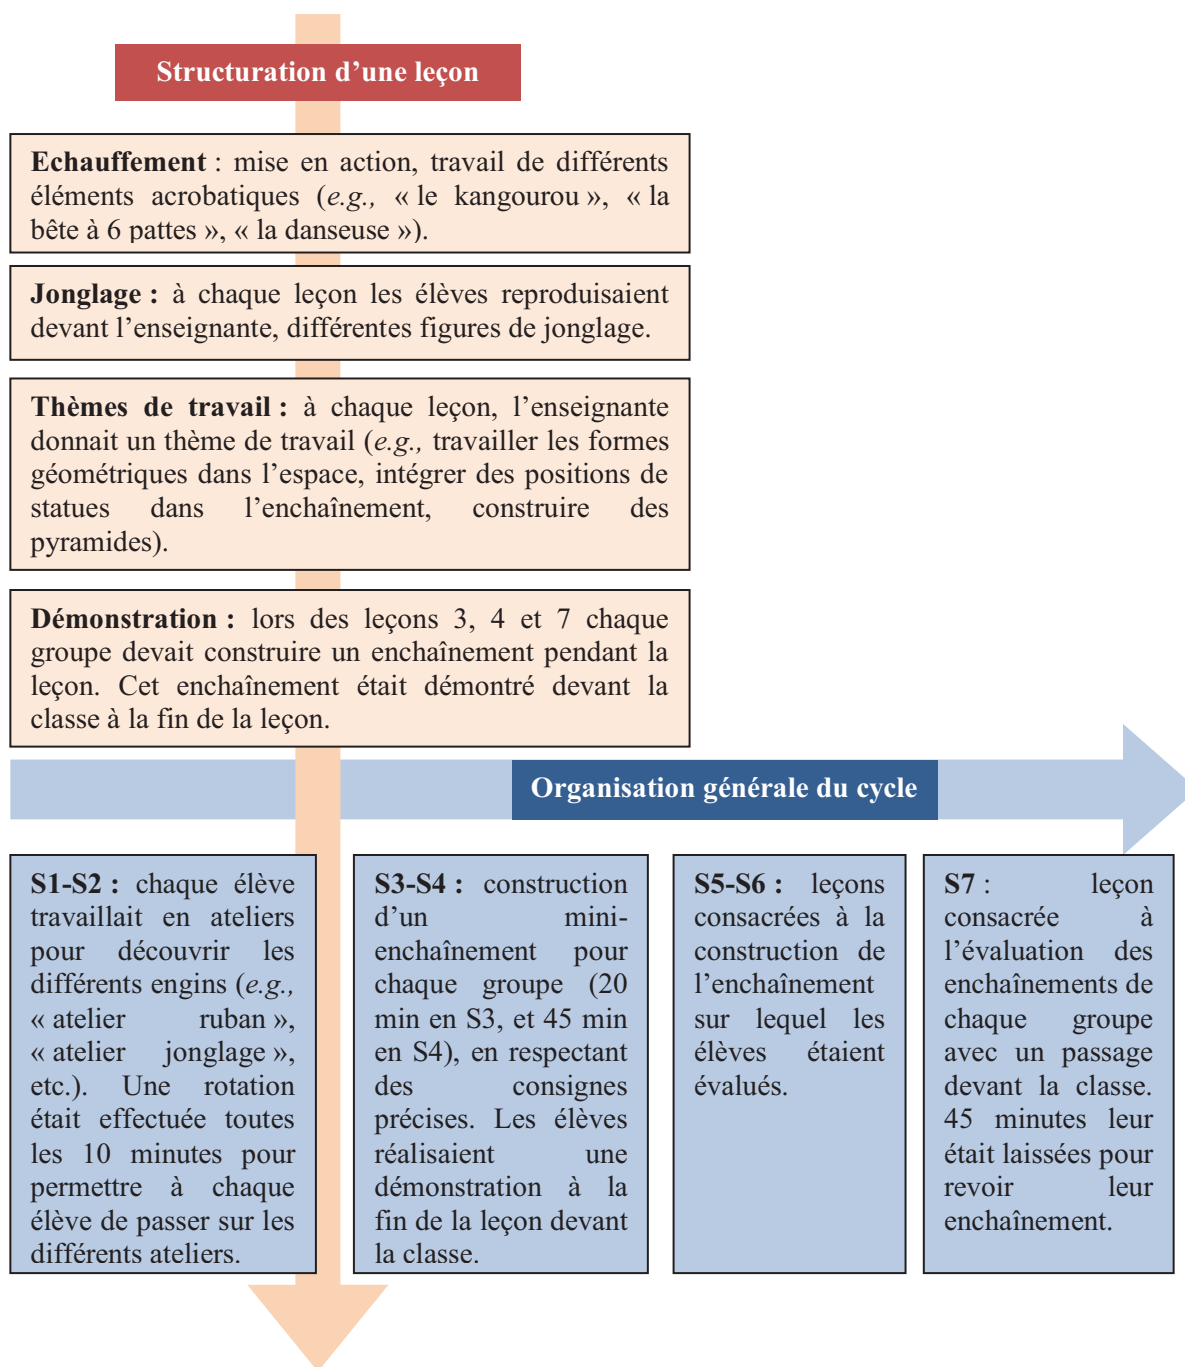 Structuration d’une leçon
Echauffement : mise en action, travail de différents
éléments acrobatiques (e.g., « le kangourou », « la
bête à 6 pattes », « la danseuse »).
Jonglage : à chaque leçon les élèves reproduisaient
devant l’enseignante, différentes figures de jonglage.
Thèmes de travail : à chaque leçon, l’enseignante
donnait un thème de travail (e.g., travailler les formes
géométriques dans l’espace, intégrer des positions de
statues dans l’enchaînement, construire des
pyramides).
Démonstration : lors des leçons 3, 4 et 7 chaque
groupe devait construire un enchaînement pendant la
leçon. Cet enchaînement était démontré devant la
classe à la fin de la leçon.
Organisation générale du cycle
S1-S2 : chaque élève
travaillait en ateliers
pour découvrir les
différents engins (e.g.,
« atelier ruban »,
« atelier jonglage »,
etc.). Une rotation
était effectuée toutes
les 10 minutes pour
permettre à chaque
élève de passer sur les
différents ateliers.
S3-S4 : construction
d’un mini-
enchaînement pour
chaque groupe (20
min en S3, et 45 min
en S4), en respectant
des consignes
précises. Les élèves
réalisaient une
démonstration à la
fin de la leçon devant
la classe.
S5-S6 : leçons
consacrées à la
construction de
l’enchaînement
sur lequel les
élèves étaient
évalués.
S7 : leçon
consacrée à
l’évaluation des
enchaînements de
chaque groupe
avec un passage
devant la classe.
45 minutes leur
était laissées pour
revoir leur
enchaînement.